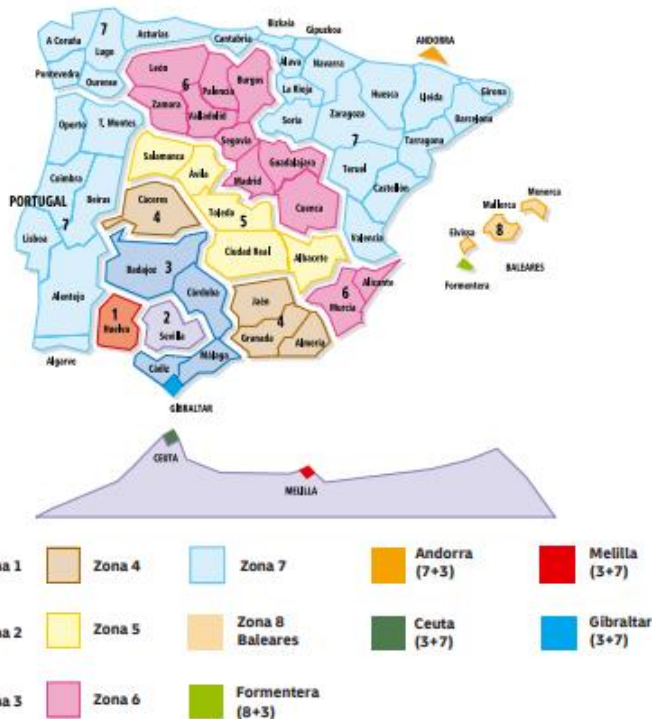 Bizkaia
Gipuzkoa
7
Asturias
A Coruña
Lugo
Cantabria
ANDORRA
Álava
Navarra
León
Pontevedra
Ourense
Burgos
Palencia
6
La Rioja
Huesca
Lleida
Girona
Zamora
Valladolid
Soria
Zaragoza
Barcelona
Oporto
T. Montes
Segovia
7
Tarragona
Salamanca
Guadalajara
Teruel
Ávila
Madrid
Coimbra
Castellón
Beiras
Cáceres
Menorca
PORTUGAL
Toledo
Cuenca
Mallorca
4
5
7
8
Lisboa
Valencia
Elvissa
Ciudad Real
Albacete
Badajoz
3
BALEARES
Formentera
Alentejo
Córdoba
Alicante
6
Jaén
Murcia
1
2
4
Huelva
Sevilla
Granada
Almería
Málaga
Algarve
Cádiz
GIBRALTAR
CEUTA
MELILLA
na 1
Zona 4
Zona 7
Andorra
(7+3)
Melilla
(3+7)
na 2
Zona 5
Zona 8
Baleares
Ceuta
(3+7)
Gibraltar
(3+7)
na 3
Zona 6
Formentera
(8+3)